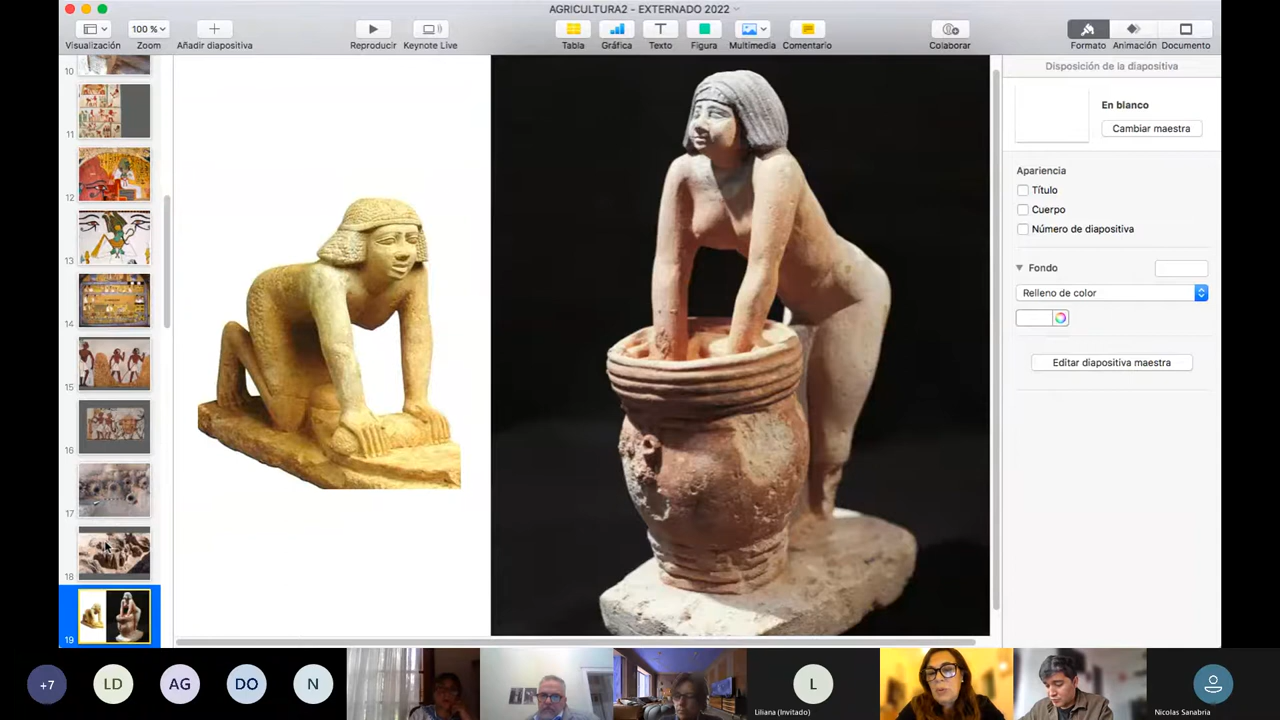 AGRICULTURA2 - EXTERNADO 2022
100 %
Visualización Zoom Añadir diapositiva Reproducir Keynote Live Tabla Gráfica Texto Figura Multimedia Comentario Colaborar Formato Animación Documento
Disposición de la diapositiva
En blanco
Cambiar maestra
Apariencia
Título
Cuerpo
Número de diapositiva
Fondo
Relleno de color
Editar diapositiva maestra
10
11
12
13
14
15
16
17
18
19
+7 LD AG DO N L
Liliana (Invitado) Nicolas Sanabria